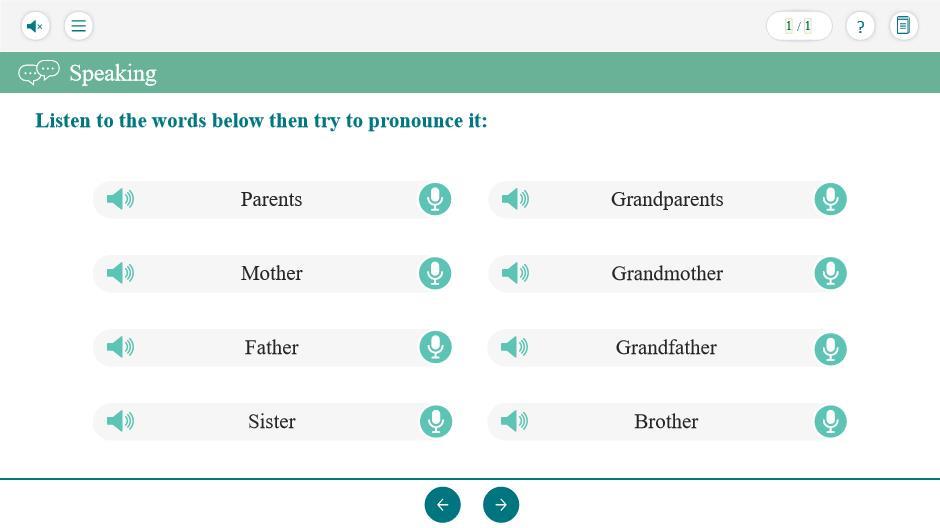 1 / 1
?
Speaking
Listen to the words below then try to pronounce it:
Parents
Grandparents
Mother
Grandmother
Father
Grandfather
Sister
Brother